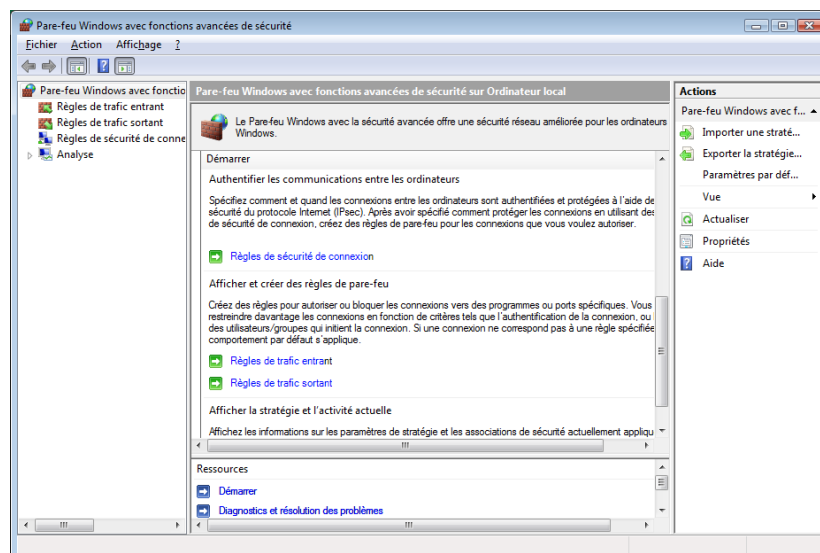 Pare-feu Windows avec fonctions avancées de sécurité
Fichier Action Affichage ?
Pare-feu Windows avec fonctio
Règles de trafic entrant
Règles de trafic sortant
Règles de sécurité de conne
Analyse
Pare-feu Windows avec fonctions avancées de sécurité sur Ordinateur local
Le Pare-feu Windows avec la sécurité avancée offre une sécurité réseau améliorée pour les ordinateurs
Windows.
Démarrer
Authentifier les communications entre les ordinateurs
Spécifiez comment et quand les connexions entre les ordinateurs sont authentifiées et protégées à l'aide de
sécurité du protocole Internet (IPsec). Après avoir spécifié comment protéger les connexions en utilisant des
de sécurité de connexion, créez des règles de pare-feu pour les connexions que vous voulez autoriser.
Règles de sécurité de connexion
Afficher et créer des règles de pare-feu
Créez des règles pour autoriser ou bloquer les connexions vers des programmes ou ports spécifiques. Vous
restreindre davantage les connexions en fonction de critères tels que l'authentification de la connexion, ou
des utilisateurs/groupes qui initient la connexion. Si une connexion ne correspond pas à une règle spécifiée
comportement par défaut s'applique.
Règles de trafic entrant
Règles de trafic sortant
Afficher la stratégie et l'activité actuelle
Affichez les informations sur les paramètres de stratégie et les associations de sécurité actuellement appliqu
Ressources
Démarrer
Diagnostics et résolution des problèmes
Actions
Pare-feu Windows avec f...
Importer une straté...
Exporter la stratégie...
Paramètres par déf...
Vue
Actualiser
Propriétés
Aide